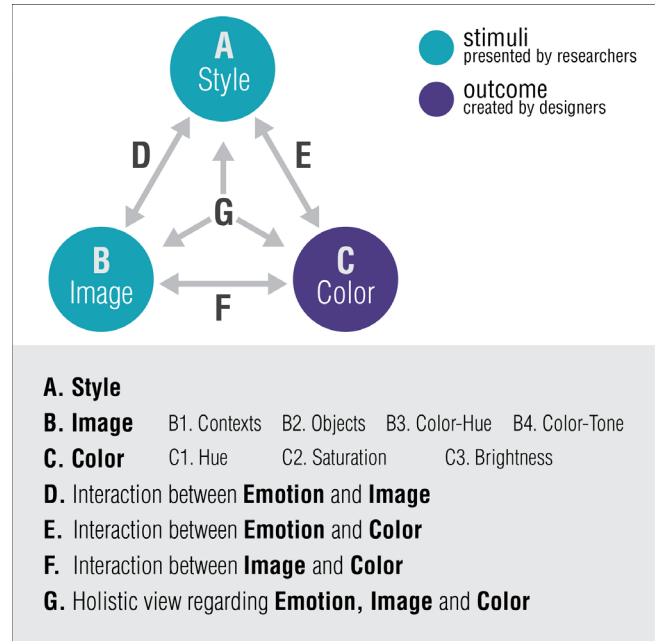 A
Style
stimuli
presented by researchers
outcome
created by designers
D
E
G
B
Image
C
Color
F
A. Style
B. Image B1. Contexts B2. Objects B3. Color-Hue B4. Color-Tone
C. Color C1. Hue C2. Saturation C3. Brightness
D. Interaction between Emotion and Image
E. Interaction between Emotion and Color
F. Interaction between Image and Color
G. Holistic view regarding Emotion, Image and Color